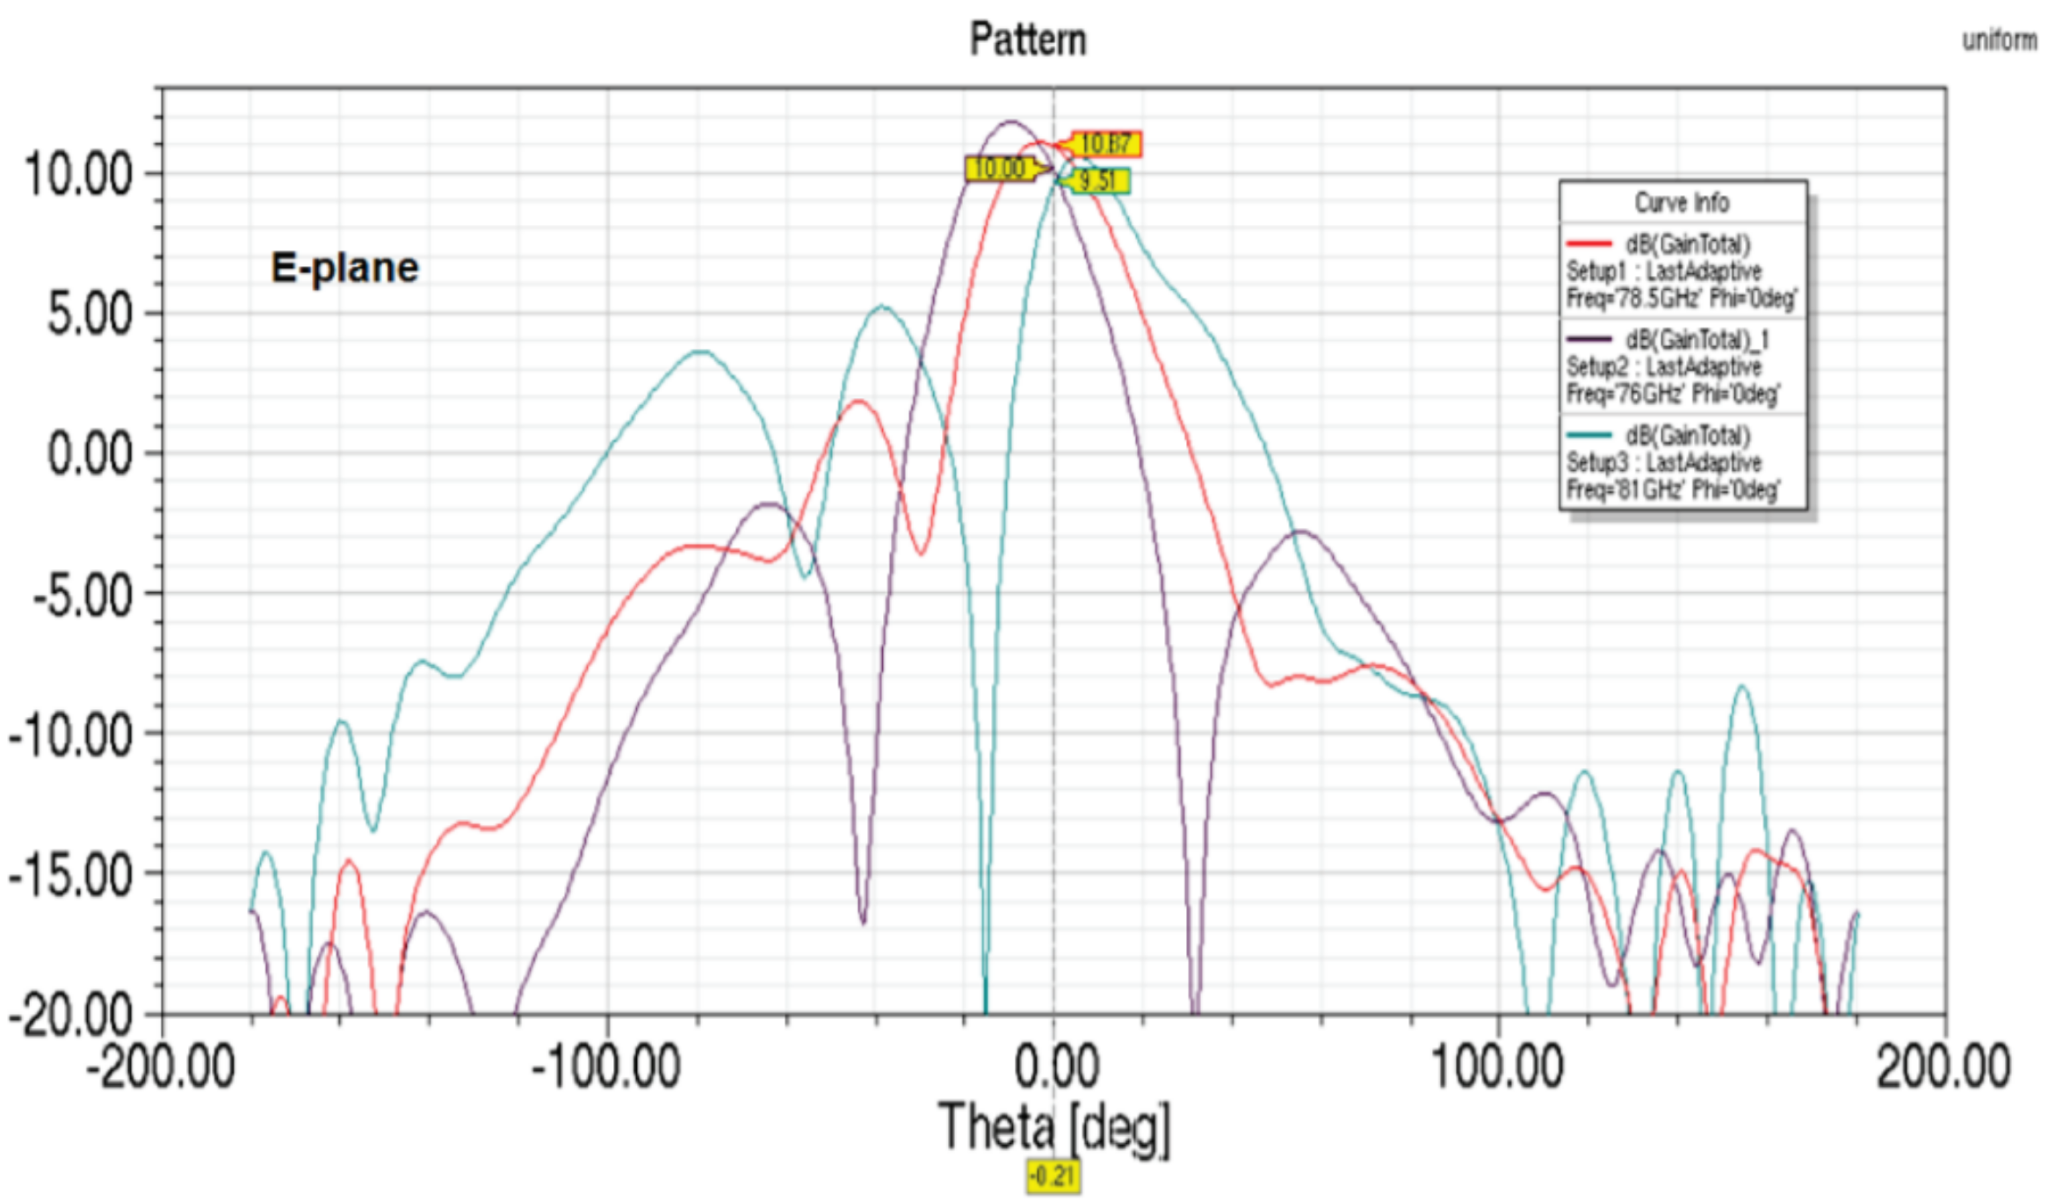 Pattern
uniform
10.87
10.00
9.51
10.00
5.00
0.00
-5.00
-10.00
-15.00
-20.00
E-plane
Curve Info
dB(GainTotal)
Setup1 : LastAdaptive
Freq='78.5GHz' Phi='0deg'
dB(GainTotal)_1
Setup2 : LastAdaptive
Freq='76GHz' Phi='0deg'
dB(GainTotal)
Setup3 : LastAdaptive
Freq='81GHz' Phi='0deg'
-200.00 -100.00 0.00 100.00 200.00
Theta [deg]
-0.21